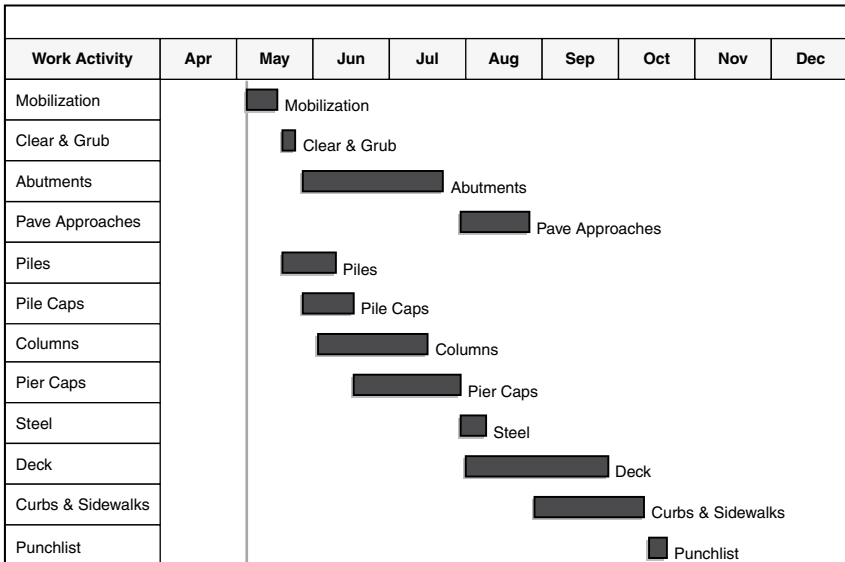 Work Activity Apr May Jun Jul Aug Sep Oct Nov Dec
Mobilization Mobilization
Clear & Grub Clear & Grub
Abutments Abutments
Pave Approaches Pave Approaches
Piles Piles
Pile Caps Pile Caps
Columns Columns
Pier Caps Pier Caps
Steel Steel
Deck Deck
Curbs & Sidewalks Curbs & Sidewalks
Punchlist Punchlist